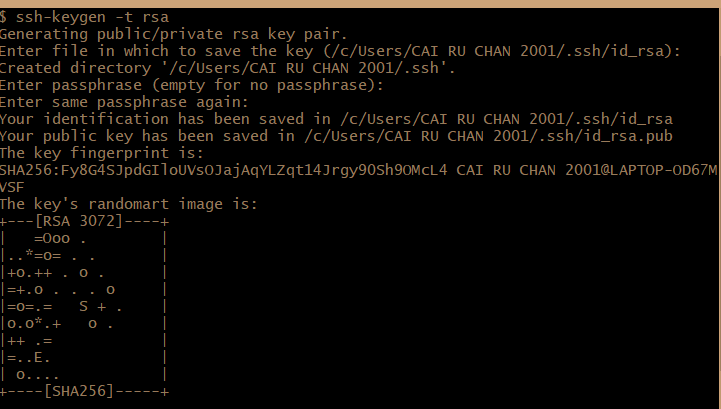 $ ssh-keygen -t rsa
Generating public/private rsa key pair.
Enter file in which to save the key (/c/Users/CAI RU CHAN 2001/.ssh/id_rsa):
Created directory '/c/Users/CAI RU CHAN 2001/.ssh'.
Enter passphrase (empty for no passphrase):
Enter same passphrase again:
Your identification has been saved in /c/Users/CAI RU CHAN 2001/.ssh/id_rsa
Your public key has been saved in /c/Users/CAI RU CHAN 2001/.ssh/id_rsa.pub
The key fingerprint is:
SHA256:Fy8G4SJpdGIloUVsOJajAqYLZqt14Jrgy90Sh9OMcL4 CAI RU CHAN 2001@LAPTOP-OD67M
VSF
The key's randomart image is:
+---[RSA 3072]----+
|   =Ooo .        |
|..*=o= . .       |
|+o.++ . o .      |
|=+.o . . . o     |
|=o=.=   S + .    |
|o.o*.+   o .     |
|++ .=            |
|=..E.            |
| o....           |
+----[SHA256]-----+